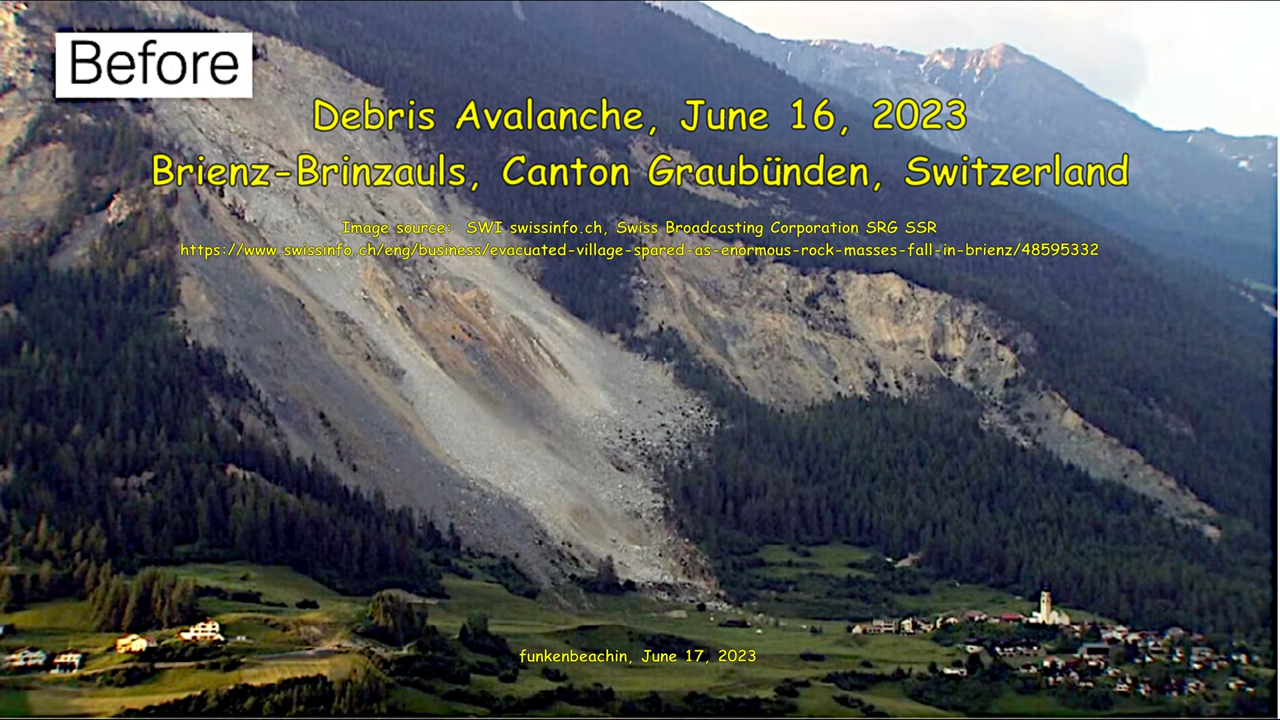 Before
Debris Avalanche, June 16, 2023
Brienz-Brinzauls, Canton Graubünden, Switzerland
Image source:  SWI swissinfo.ch, Swiss Broadcasting Corporation SRG SSR
https://www.swissinfo.ch/eng/business/evacuated-village-spared-as-enormous-rock-masses-fall-in-brienz/48595332
funkenbeachin, June 17, 2023